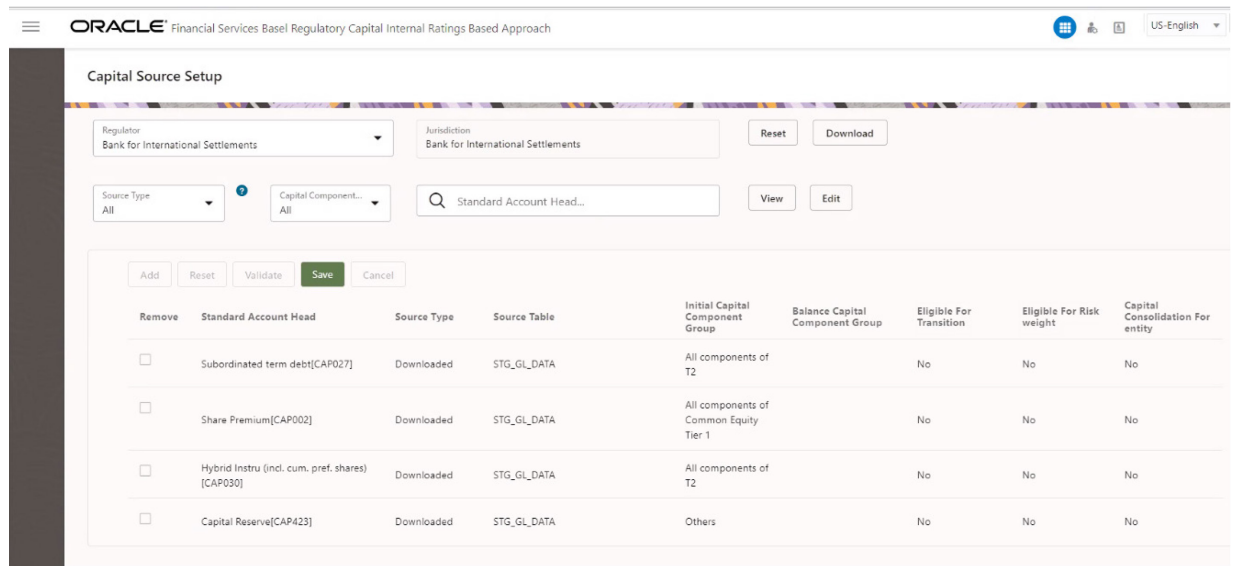 ORACLE Financial Services Basel Regulatory Capital Internal Ratings Based Approach
US-English
Capital Source Setup
Regulator
Bank for International Settlements
Jurisdiction
Bank for International Settlements
Reset Download
Source Type
All
?
Capital Component...
All
Standard Account Head...
View Edit
Add Reset Validate Save Cancel
Remove Standard Account Head Source Type Source Table Initial Capital Component Group Balance Capital Component Group Eligible For Transition Eligible For Risk weight Capital Consolidation For entity
Subordinated term debt[CAP027] Downloaded STG_GL_DATA All components of T2 No No No
Share Premium[CAP002] Downloaded STG_GL_DATA All components of Common Equity Tier 1 No No No
Hybrid Instru (incl. cum. pref. shares) [CAP030] Downloaded STG_GL_DATA All components of T2 No No No
Capital Reserve[CAP423] Downloaded STG_GL_DATA Others No No No